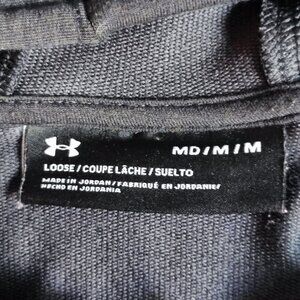 MD/M/M
LOOSE/COUPE LÂCHE/SUELTO
MADE IN JORDAN/FABRIQUÉ EN JORDANIE/
HECHO EN JORDANIA